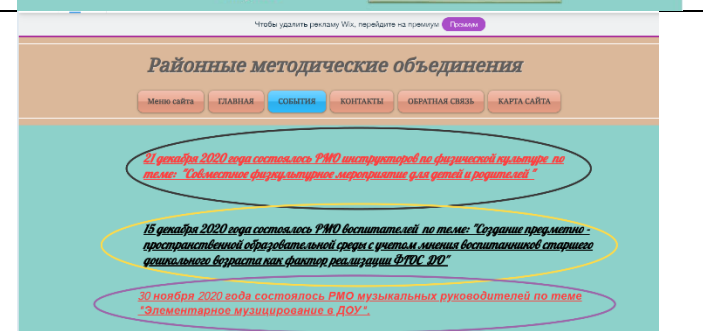 Чтобы удалить рекламу Wix, перейдите на премиум Премиум
Районные методические объединения
Меню сайта ГЛАВНАЯ СОБЫТИЯ КОНТАКТЫ ОБРАТНАЯ СВЯЗЬ КАРТА САЙТА
21 декабря 2020 года состоялось РМО инструкторов по физической культуре по
теме: "Совместное физкультурное мероприятие для детей и родителей "
15 декабря 2020 года состоялось РМО воспитателей по теме: "Создание предметно -
пространственной образовательной среды с учетом мнения воспитанников старшего
дошкольного возраста как фактор реализации ФГОС ДО"
30 ноября 2020 года состоялось РМО музыкальных руководителей по теме
"Элементарное музицирование в ДОУ".